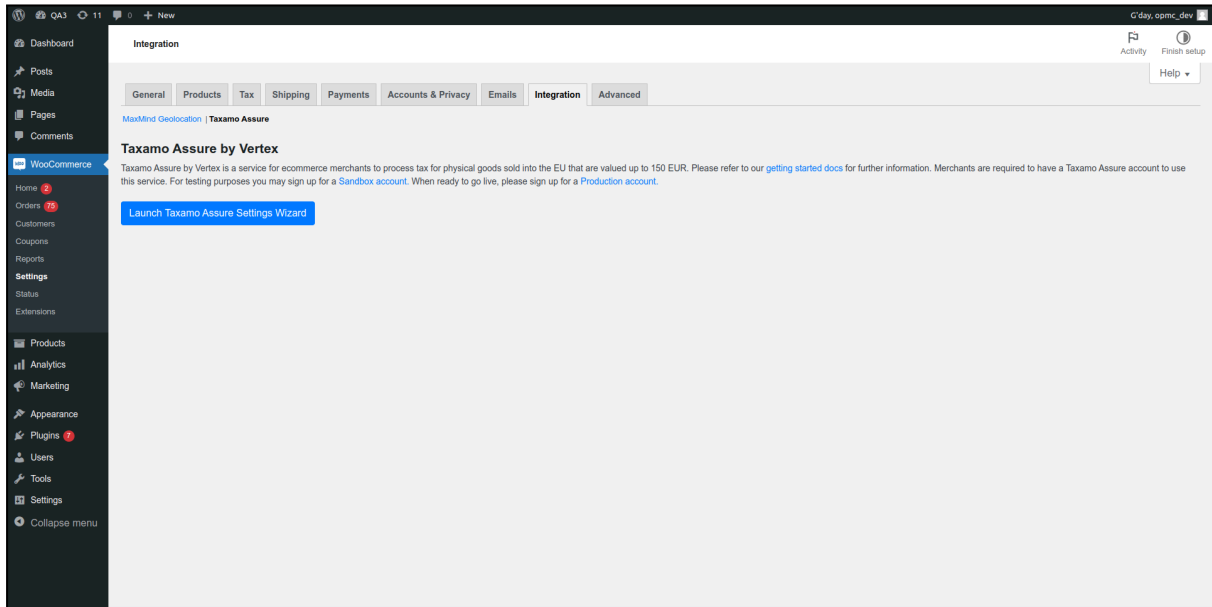 QA3 11 0 + New G'day, opmc_dev
Dashboard
Posts
Media
Pages
Comments
WooCommerce
Home 2
Orders 75
Customers
Coupons
Reports
Settings
Status
Extensions
Products
Analytics
Marketing
Appearance
Plugins 7
Users
Tools
Settings
Collapse menu
Integration
Activity Finish setup
Help
General Products Tax Shipping Payments Accounts & Privacy Emails Integration Advanced
MaxMind Geolocation | Taxamo Assure
Taxamo Assure by Vertex
Taxamo Assure by Vertex is a service for ecommerce merchants to process tax for physical goods sold into the EU that are valued up to 150 EUR. Please refer to our getting started docs for further information. Merchants are required to have a Taxamo Assure account to use
this service. For testing purposes you may sign up for a Sandbox account. When ready to go live, please sign up for a Production account.
Launch Taxamo Assure Settings Wizard